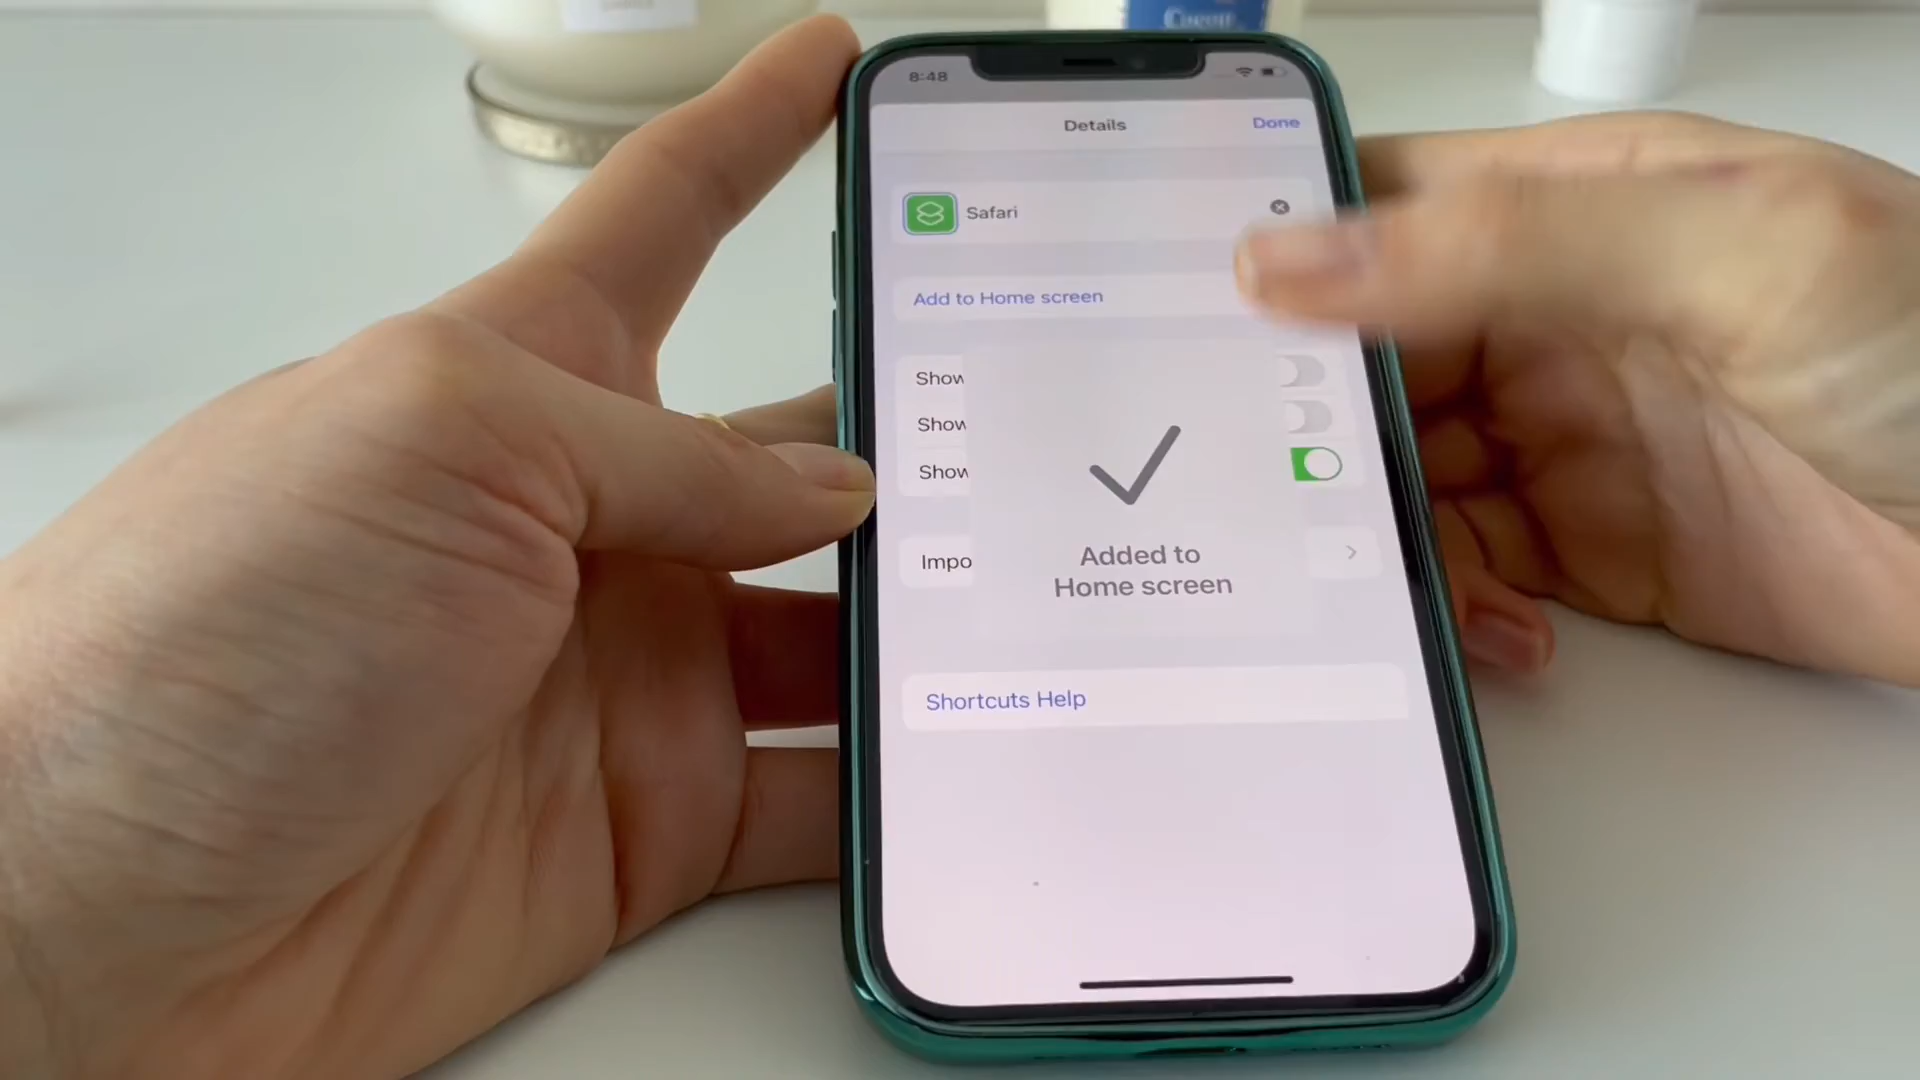 8:48
Details
Done
Safari
Add to Home screen
Show
Show
Show
Added to
Home screen
Impo
Shortcuts Help